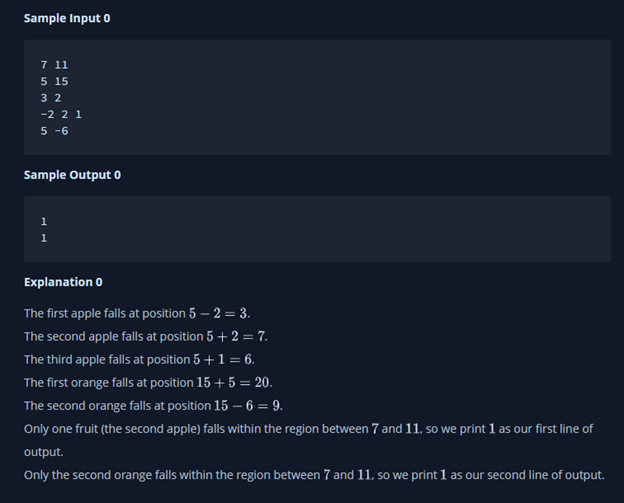 Sample Input 0
7 11
5 15
3 2
-2 2 1
5 -6
Sample Output 0
1
1
Explanation 0
The first apple falls at position 5 − 2 = 3.
The second apple falls at position 5 + 2 = 7.
The third apple falls at position 5 + 1 = 6.
The first orange falls at position 15 + 5 = 20.
The second orange falls at position 15 − 6 = 9.
Only one fruit (the second apple) falls within the region between 7 and 11, so we print 1 as our first line of
output.
Only the second orange falls within the region between 7 and 11, so we print 1 as our second line of output.